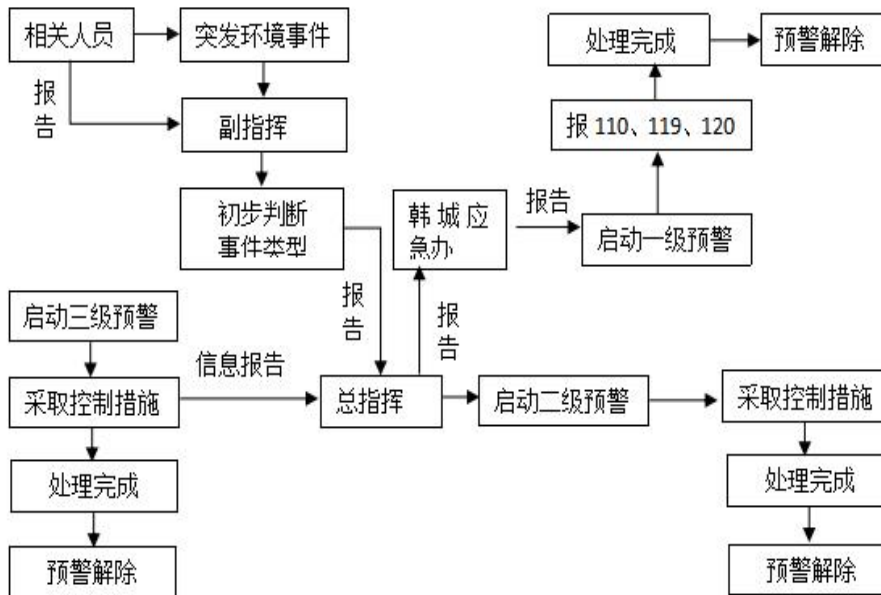 相关人员
突发环境事件
处理完成
预警解除
报
告
副指挥
报 110、119、120
初步判断
事件类型
韩 城 应
急办
报告
启动一级预警
报
告
报
告
启动三级预警
信息报告
采取控制措施
总指挥
启动二级预警
采取控制措施
处理完成
处理完成
预警解除
预警解除